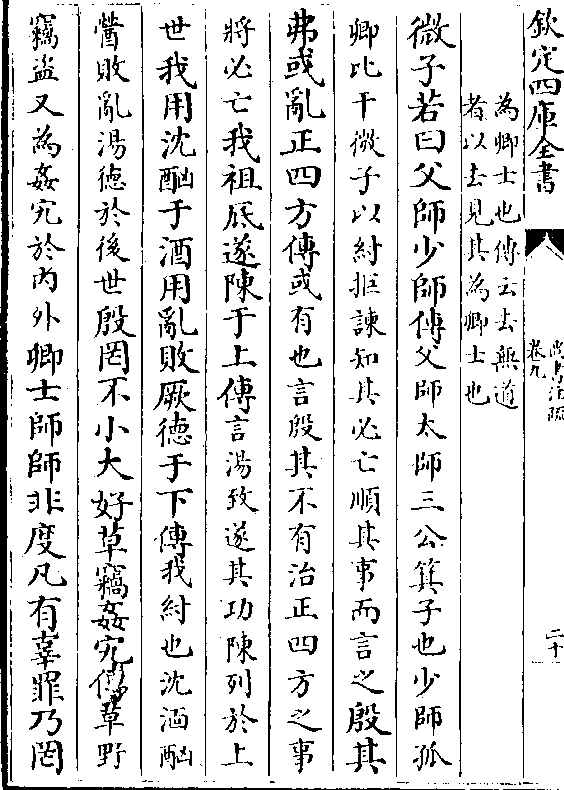 欽定四庫全書
尚書注疏
卷九
二十
為卿士也傳云去無道
者以去見其為卿士也
微子若曰父師少師傳父師太師三公箕子也少師孤
卿比干微子以紂拒諫知其必亡順其事而言之殷其
弗或亂正四方傳或有也言殷其不有治正四方之事
將必亡我祖厎遂陳于上傳言湯致遂其功陳列於上
世我用沈酗于酒用亂敗厥德于下傳我紂也沈湎酗
醟敗亂湯德於後世殷罔不小大好草竊姦宄傳草野
竊盜又為姦宄於內外卿士師師非度凡有辜罪乃罔